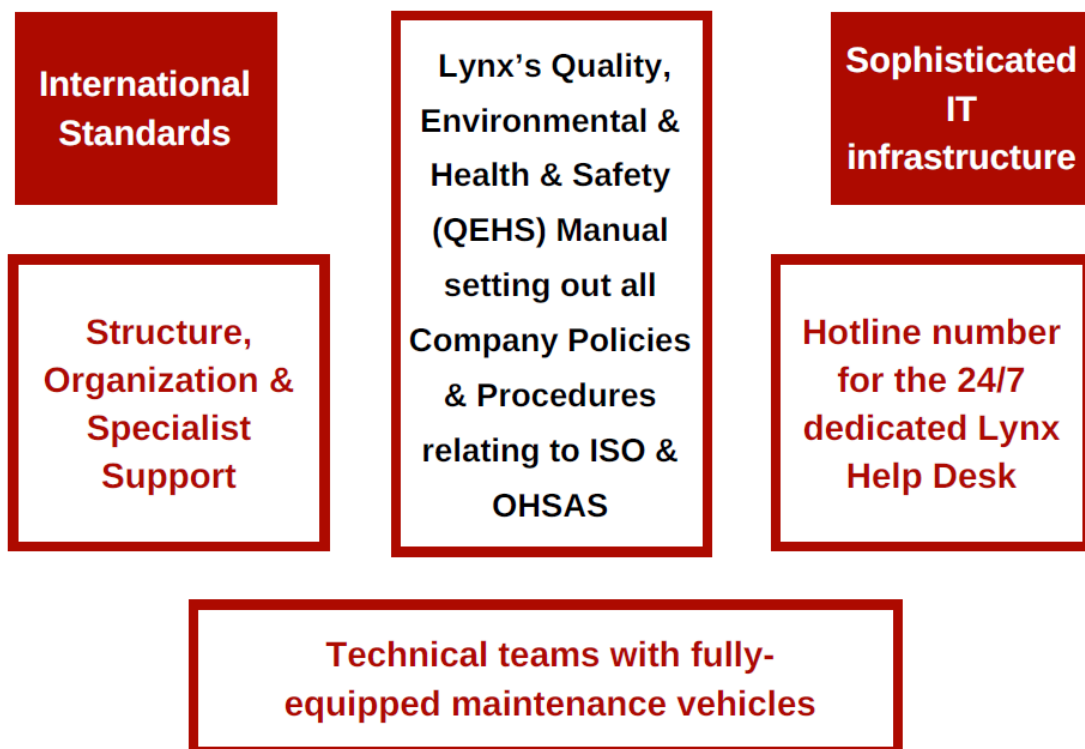 International
Standards
Lynx’s Quality,
Environmental &
Health & Safety
(QEHS) Manual
setting out all
Company Policies
& Procedures
relating to ISO &
OHSAS
Sophisticated
IT
infrastructure
Structure,
Organization &
Specialist
Support
Hotline number
for the 24/7
dedicated Lynx
Help Desk
Technical teams with fully-
equipped maintenance vehicles